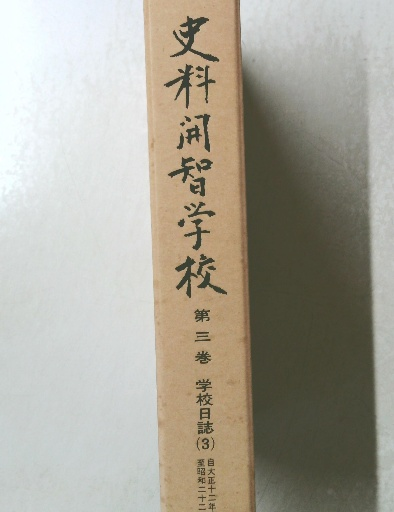 史料開智学校
第三巻 学校日誌(3)
自大正十二年
至昭和二十二